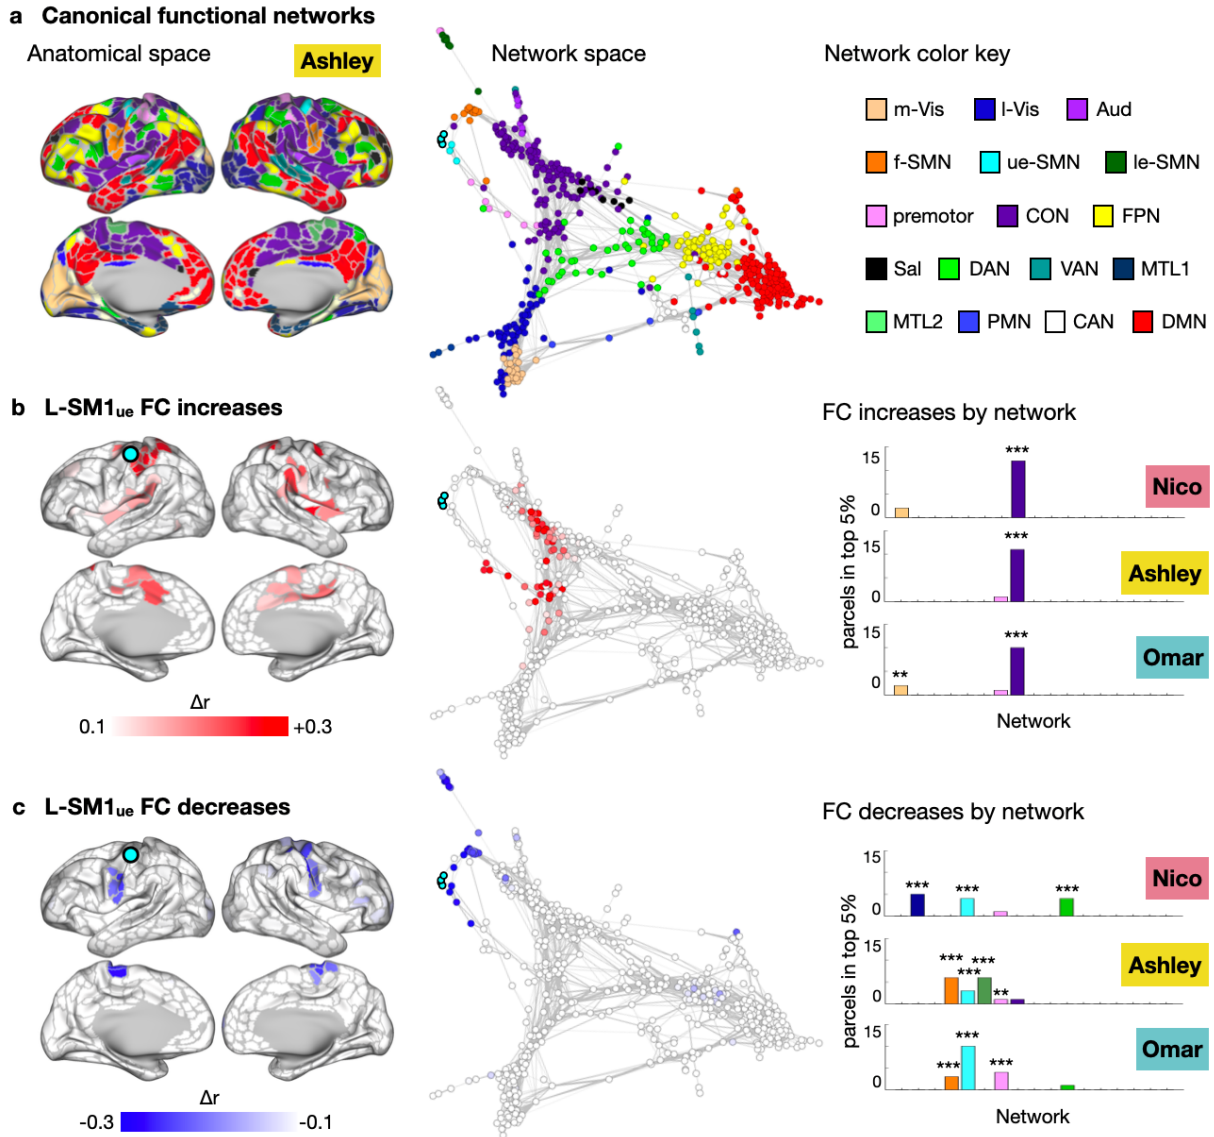 a Canonical functional networks
Anatomical space
Ashley
Network space
Network color key
m-Vis l-Vis Aud
f-SMN ue-SMN le-SMN
premotor CON FPN
Sal DAN VAN MTL1
MTL2 PMN CAN DMN
b L-SM1ue FC increases
FC increases by network
15
0
***
Nico
15
0
***
Ashley
15
0
**
***
Omar
parcels in top 5%
Network
Δr
0.1 +0.3
c L-SM1ue FC decreases
FC decreases by network
15
0
*** *** ***
Nico
15
0
*** *** *** **
Ashley
15
0
*** *** ***
Omar
parcels in top 5%
Network
Δr
-0.3 -0.1